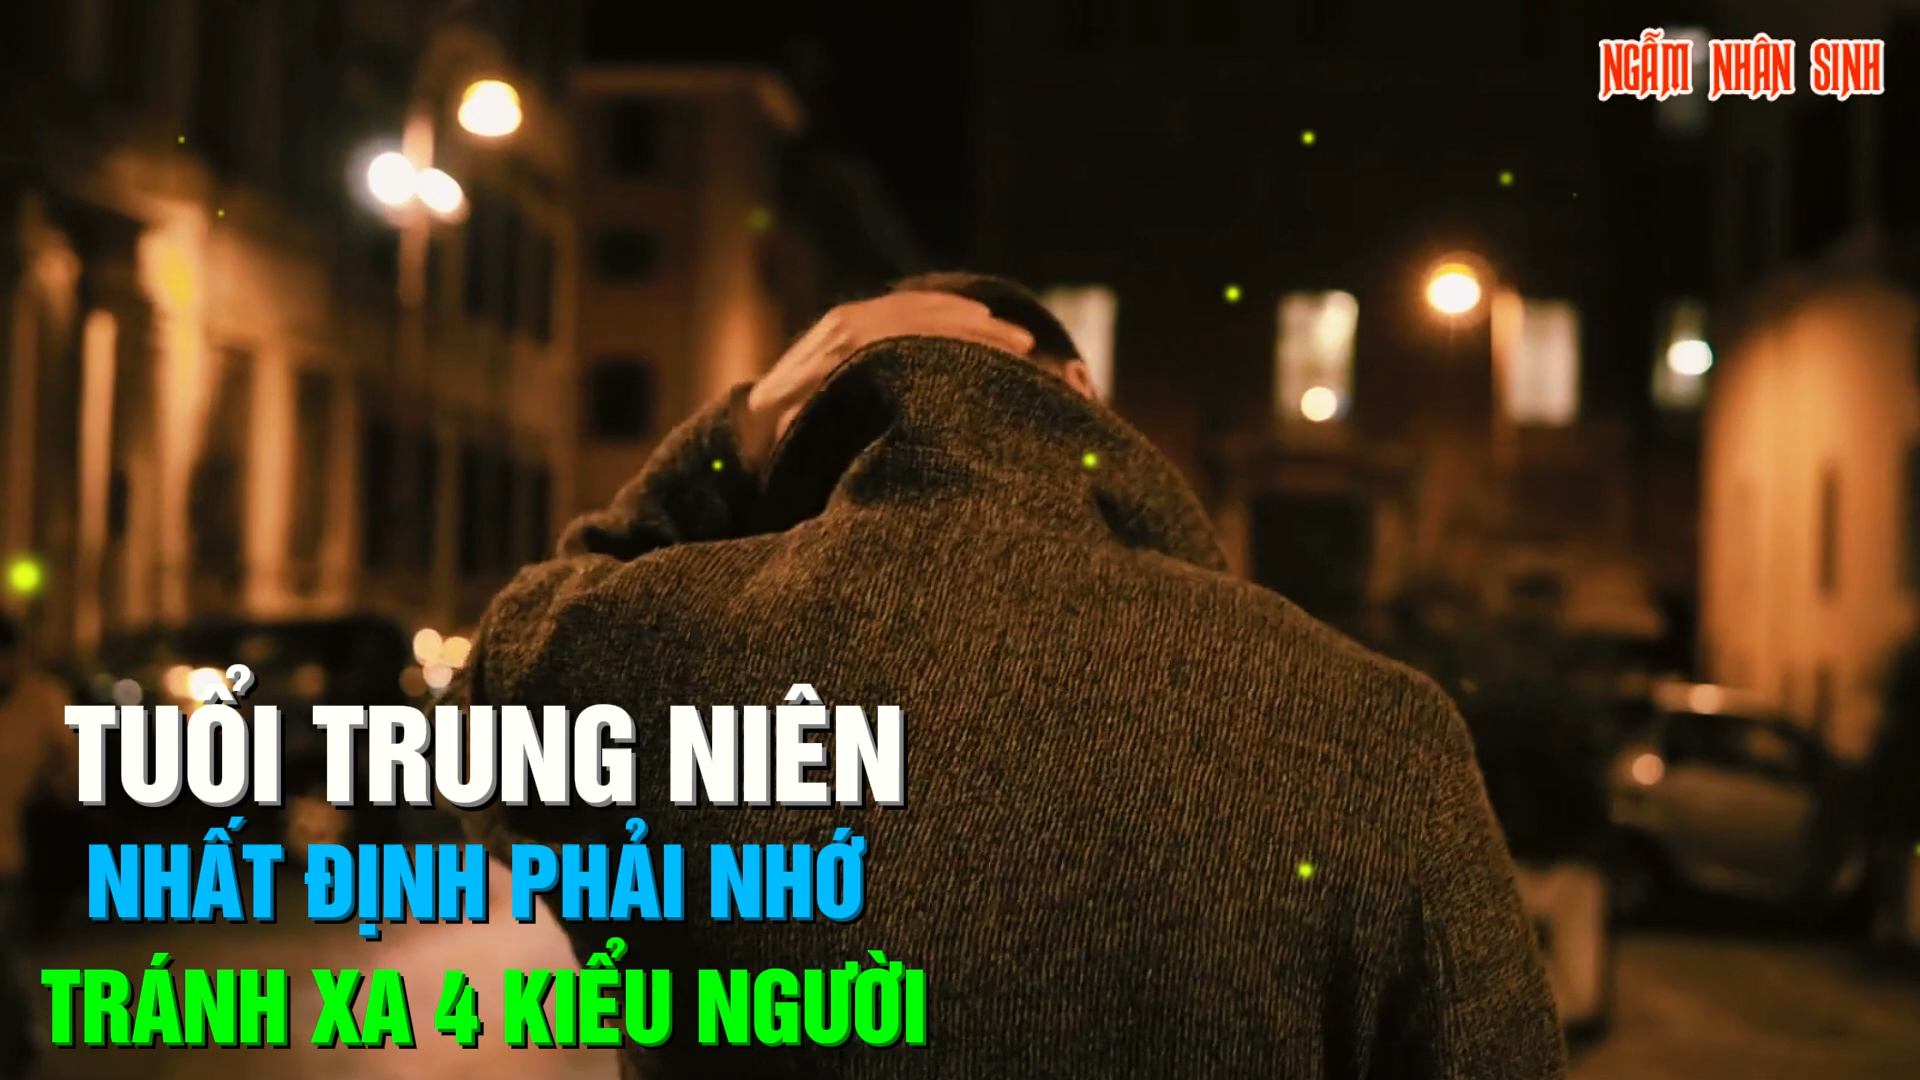 NGẪM NHÂN SINH
TUỔI TRUNG NIÊN
NHẤT ĐỊNH PHẢI NHỚ
TRÁNH XA 4 KIỂU NGƯỜI